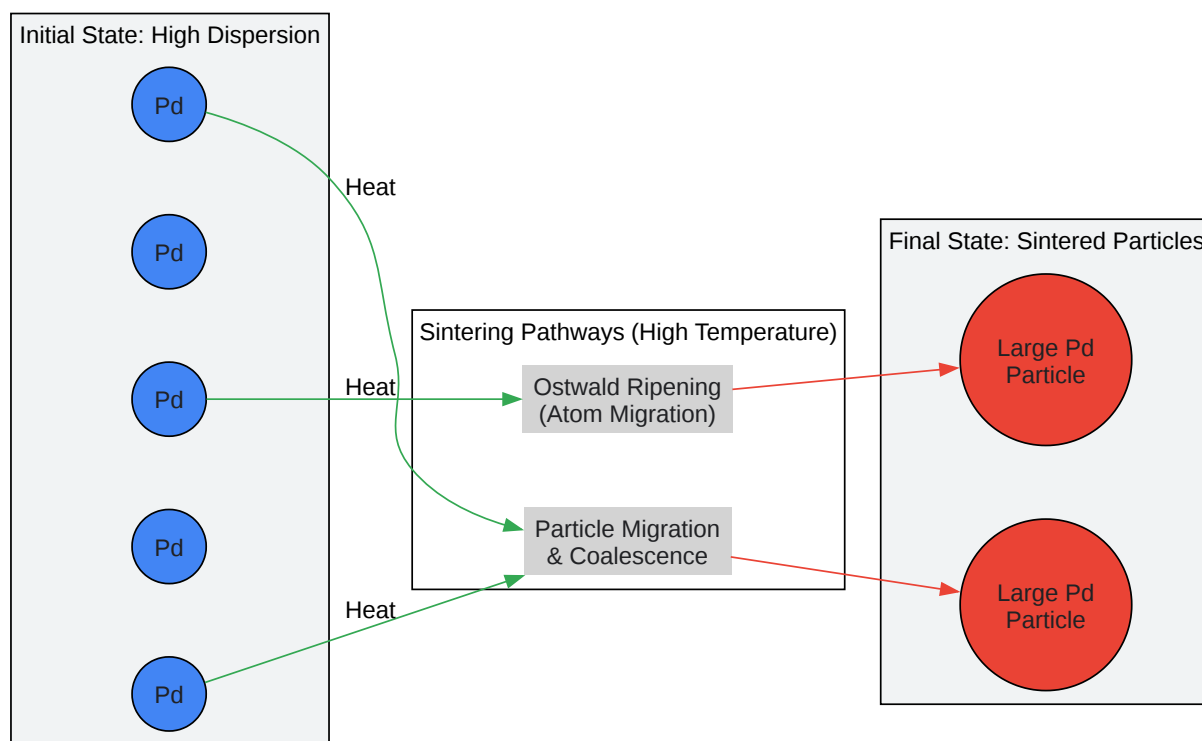 Initial State: High Dispersion
Pd
Pd
Pd
Pd
Pd
Heat
Heat
Heat
Sintering Pathways (High Temperature)
Ostwald Ripening
(Atom Migration)
Particle Migration
& Coalescence
Final State: Sintered Particles
Large Pd
Particle
Large Pd
Particle